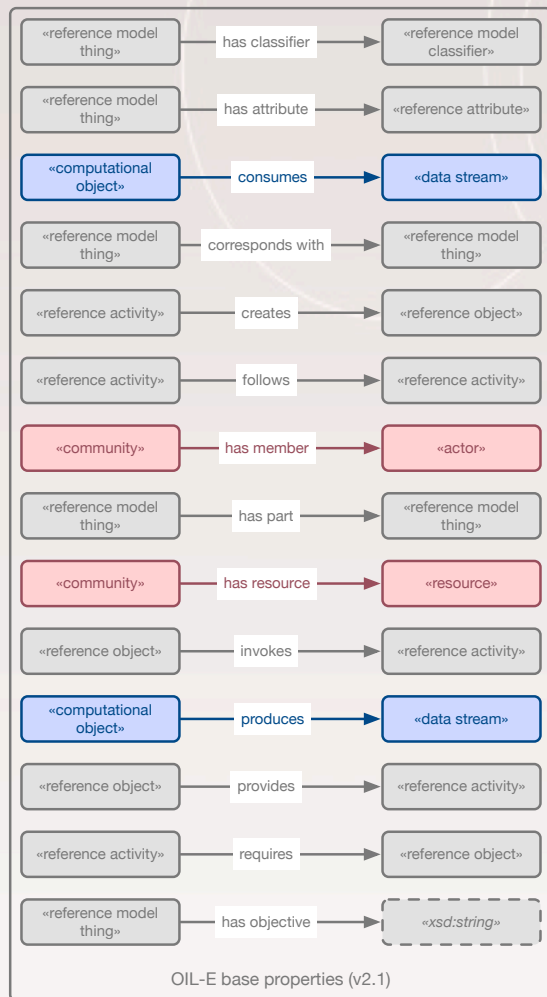 «reference model
thing»
has classifier
«reference model
classifier»
«reference model
thing»
has attribute
«reference attribute»
«computational
object»
consumes
«data stream»
«reference model
thing»
corresponds with
«reference model
thing»
«reference activity»
creates
«reference object»
«reference activity»
follows
«reference activity»
«community»
has member
«actor»
«reference model
thing»
has part
«reference model
thing»
«community»
has resource
«resource»
«reference object»
invokes
«reference activity»
«computational
object»
produces
«data stream»
«reference object»
provides
«reference activity»
«reference activity»
requires
«reference object»
«reference model
thing»
has objective
«xsd:string»
OIL-E base properties (v2.1)